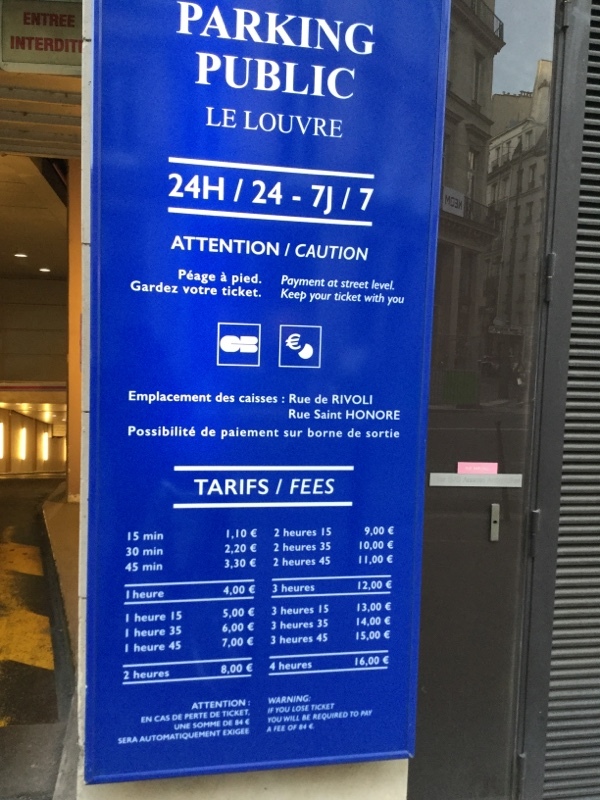 ENTREE
INTERDIT
PARKING
PUBLIC
LE LOUVRE
24H / 24 - 7J / 7
ATTENTION / CAUTION
Péage à pied.
Gardez votre ticket.
Payment at street level.
Keep your ticket with you
CB
€
Emplacement des caisses : Rue de RIVOLI
Rue Saint HONORE
Possibilité de paiement sur borne de sortie
TARIFS / FEES
15 min 1,10 €
30 min 2,20 €
45 min 3,30 €
1 heure 4,00 €
1 heure 15 5,00 €
1 heure 35 6,00 €
1 heure 45 7,00 €
2 heures 8,00 €
2 heures 15 9,00 €
2 heures 35 10,00 €
2 heures 45 11,00 €
3 heures 12,00 €
3 heures 15 13,00 €
3 heures 35 14,00 €
3 heures 45 15,00 €
4 heures 16,00 €
ATTENTION :
EN CAS DE PERTE DE TICKET,
UNE SOMME DE 84 €
SERA AUTOMATIQUEMENT EXIGEE
WARNING:
IF YOU LOSE TICKET
YOU WILL BE REQUIRED TO PAY
A FEE OF 84 €